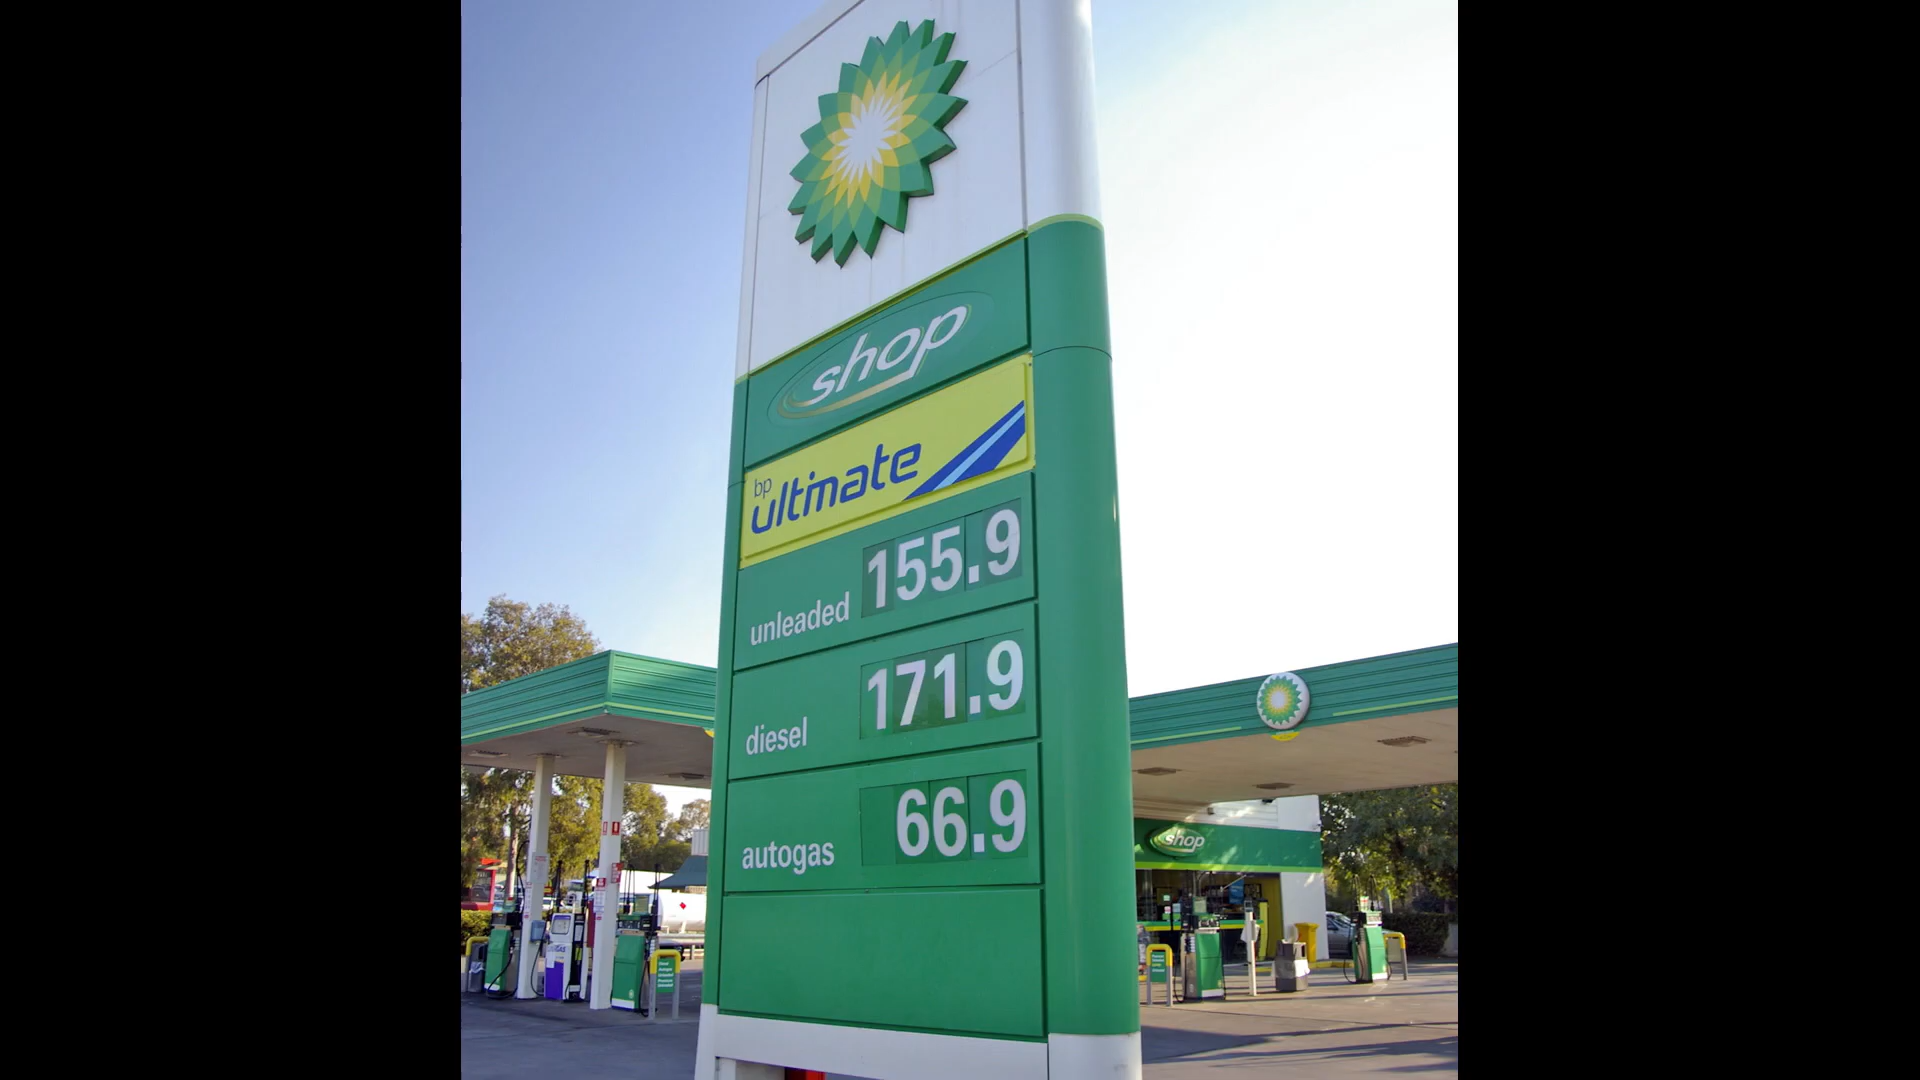 shop
bp
ultimate
unleaded 155.9
diesel 171.9
autogas 66.9
shop